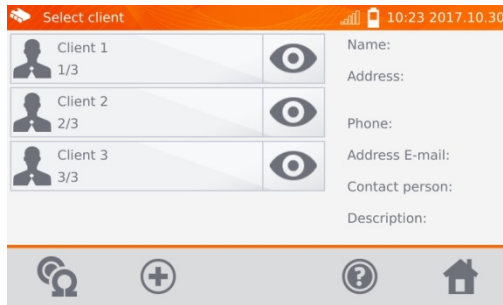 Select client
10:23 2017.10.30
Client 1
1/3
Client 2
2/3
Client 3
3/3
Name:
Address:
Phone:
Address E-mail:
Contact person:
Description: